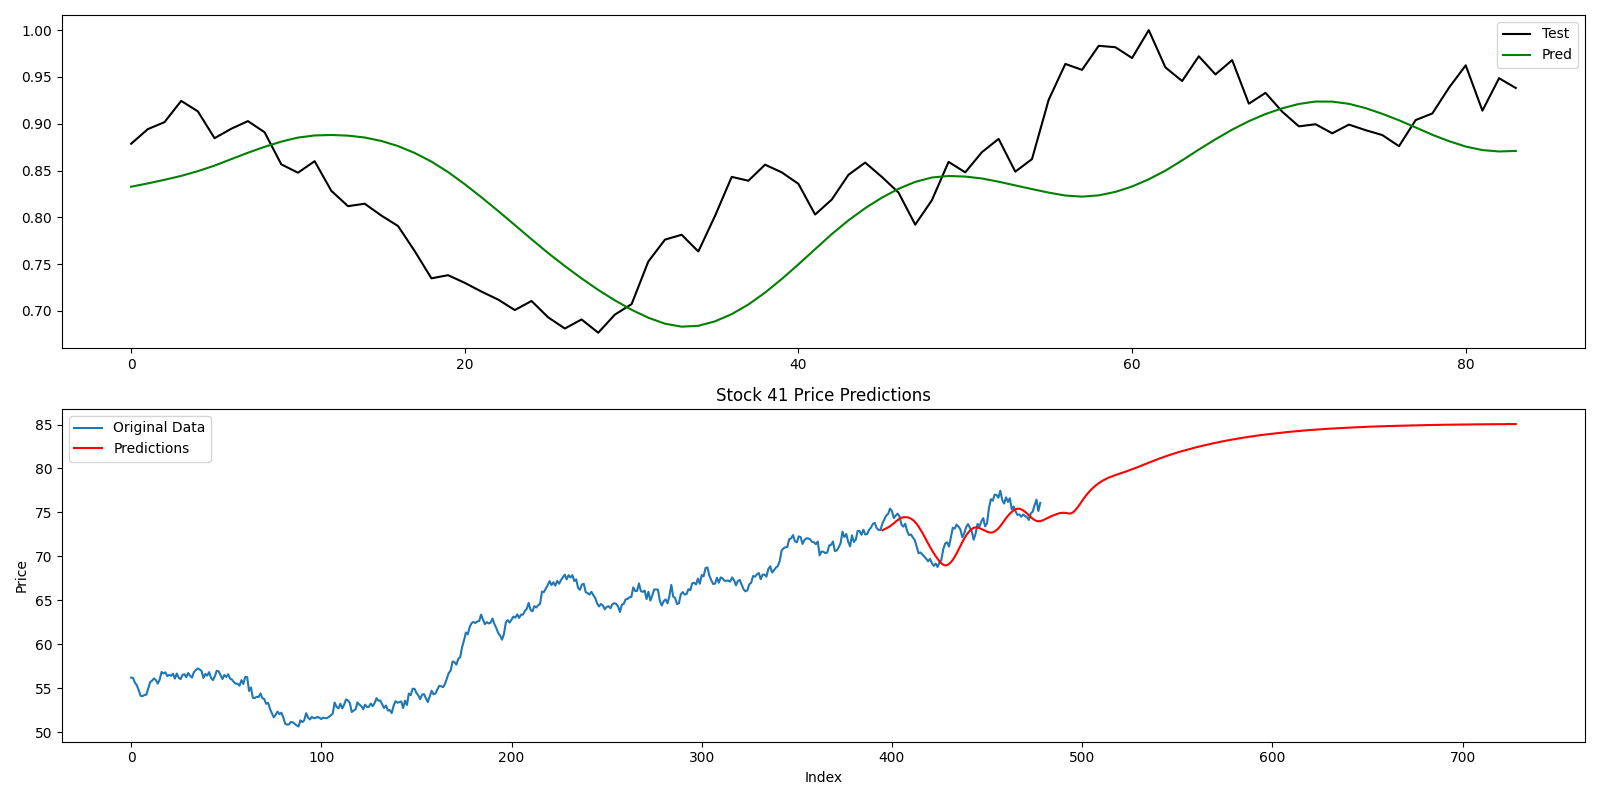 1.00
0.95
0.90
0.85
0.80
0.75
0.70
Test
Pred
0 20 40 60 80
Stock 41 Price Predictions
85
80
75
70
65
60
55
50
Price
Original Data
Predictions
0 100 200 300 400 500 600 700
Index